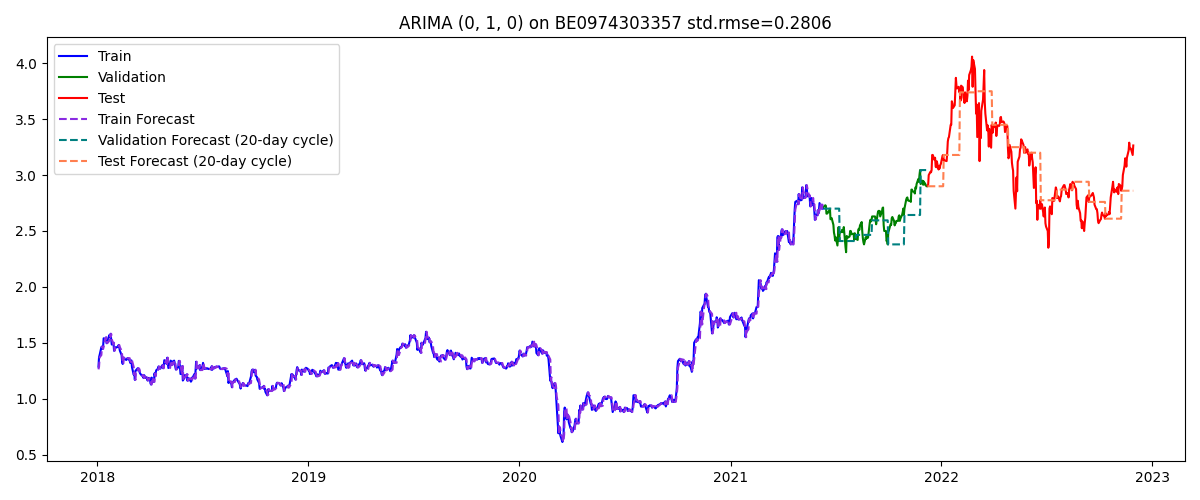 ARIMA (0, 1, 0) on BE0974303357 std.rmse=0.2806
Train
Validation
Test
Train Forecast
Validation Forecast (20-day cycle)
Test Forecast (20-day cycle)
4.0
3.5
3.0
2.5
2.0
1.5
1.0
0.5
2018 2019 2020 2021 2022 2023